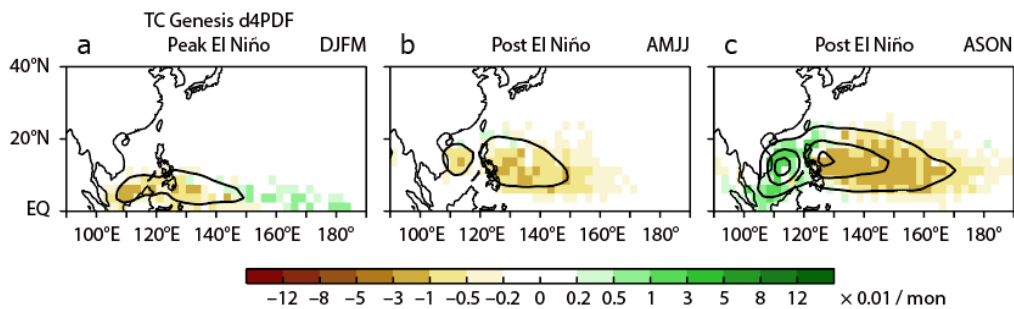 TC Genesis d4PDF
a Peak El Niño DJFM
b Post El Niño AMJJ
c Post El Niño ASON
40°N
20°N
EQ
100°E 120°E 140°E 160°E 180° 100°E 120°E 140°E 160°E 180° 100°E 120°E 140°E 160°E 180°
−12 −8 −5 −3 −1 −0.5 −0.2 0 0.2 0.5 1 3 5 8 12 × 0.01 / mon